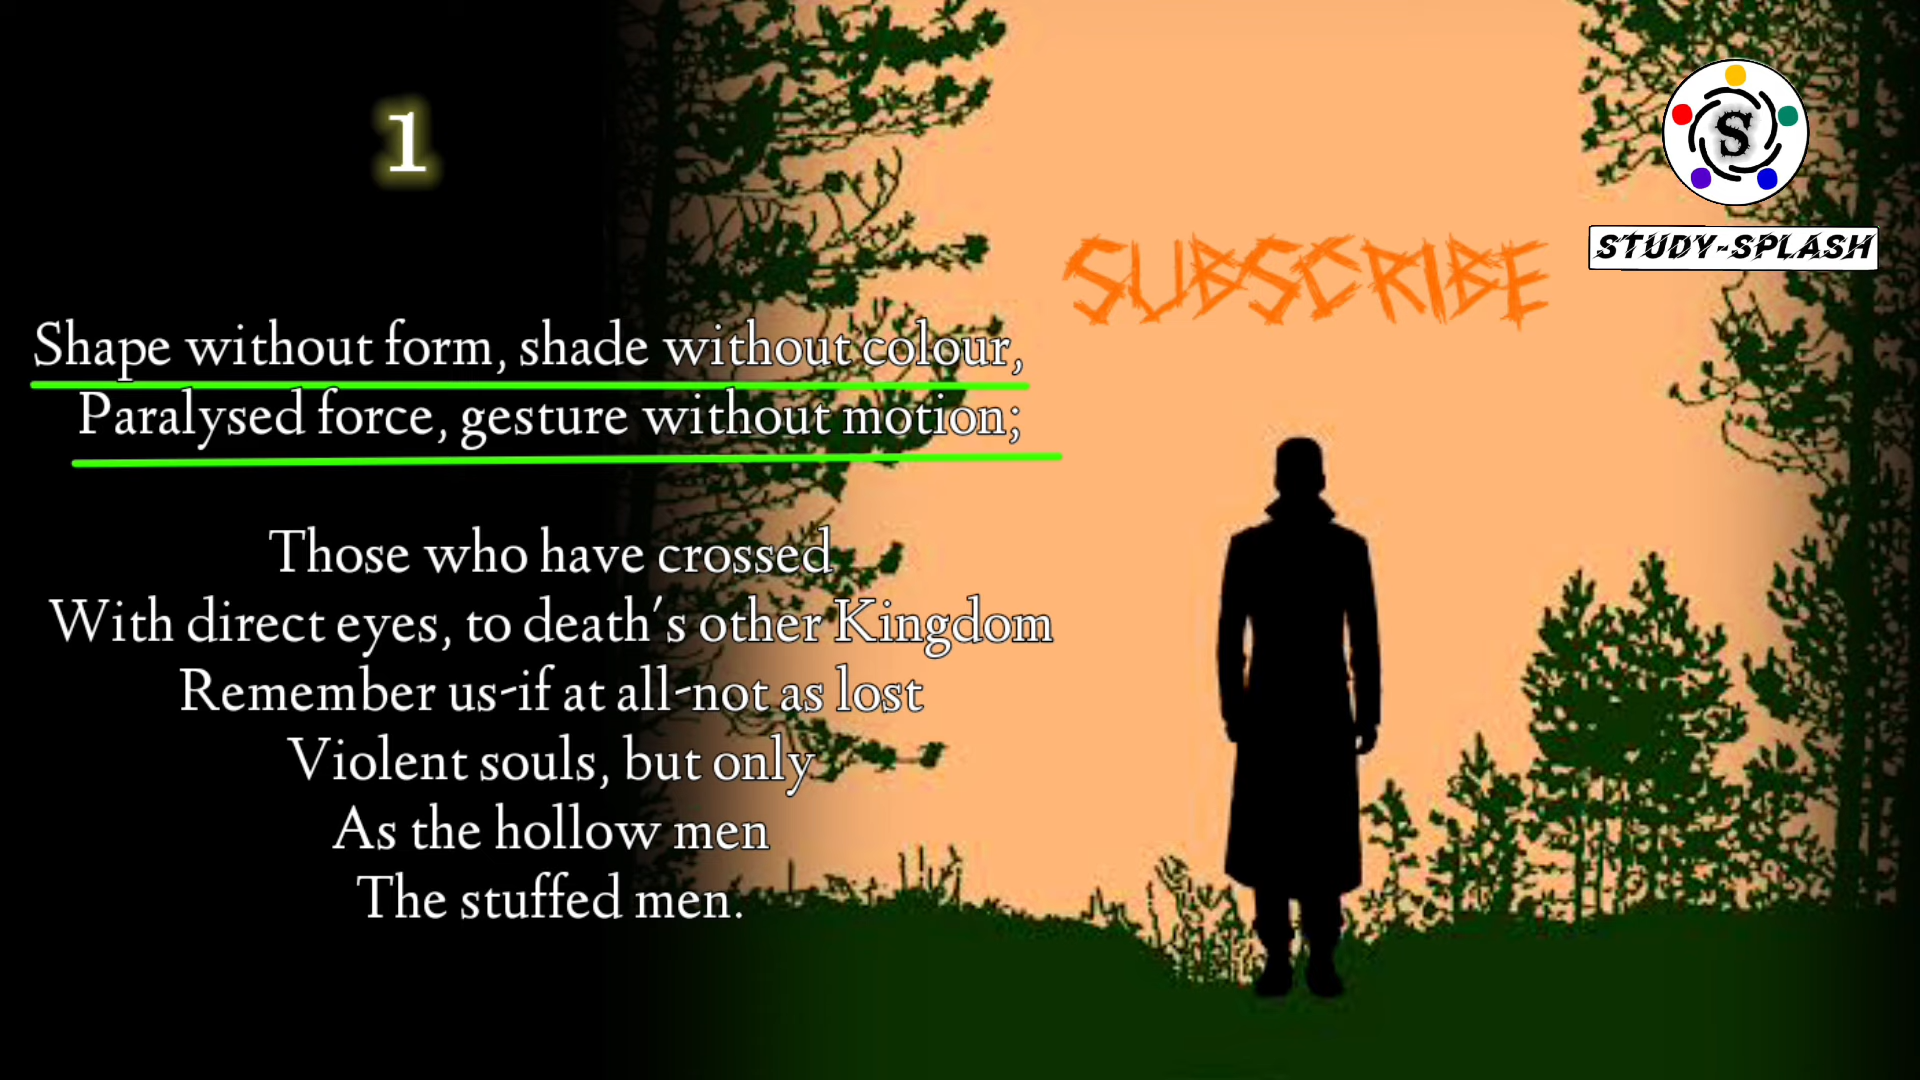 1
Shape without form, shade without colour,
Paralysed force, gesture without motion;
Those who have crossed
With direct eyes, to death's other Kingdom
Remember us-if at all-not as lost
Violent souls, but only
As the hollow men
The stuffed men.
SUBSCRIBE
S
STUDY-SPLASH